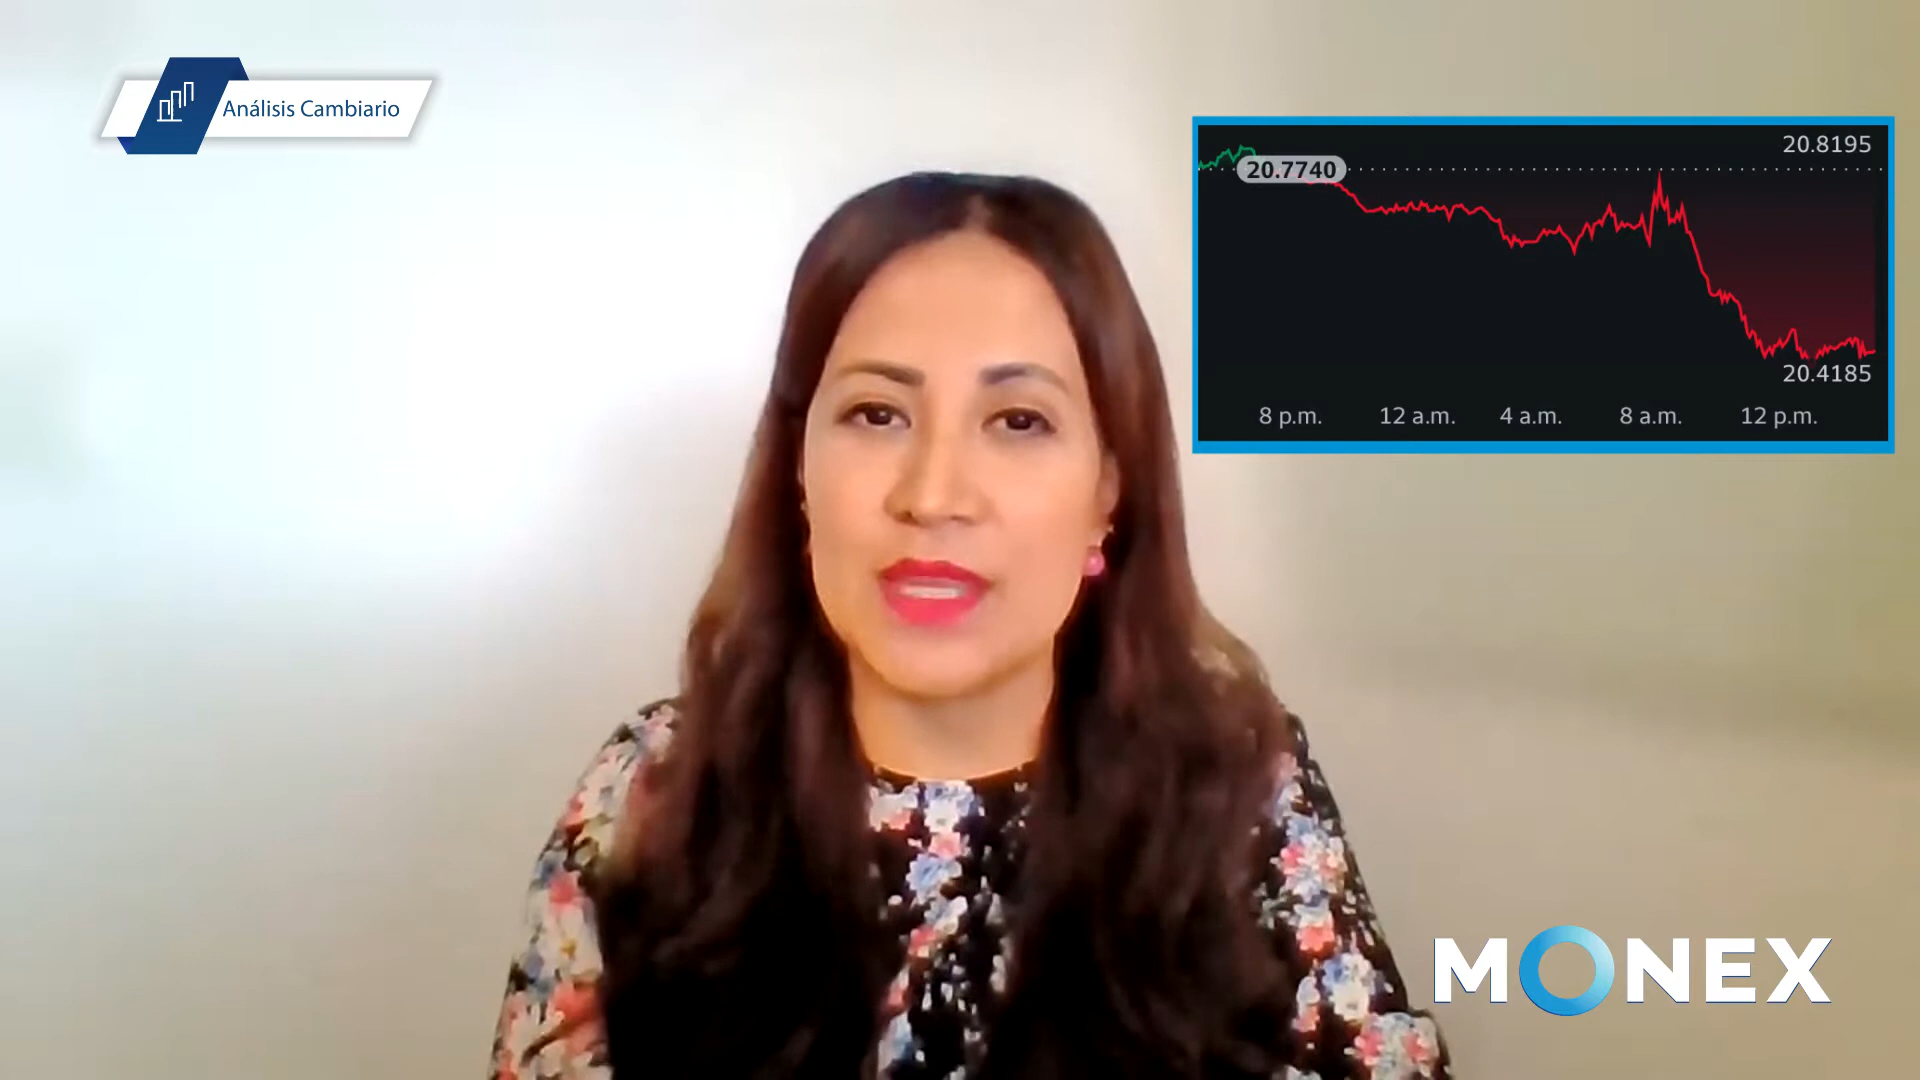 Análisis Cambiario
20.8195
20.7740
20.4185
8 p.m.
12 a.m.
4 a.m.
8 a.m.
12 p.m.
MONEX